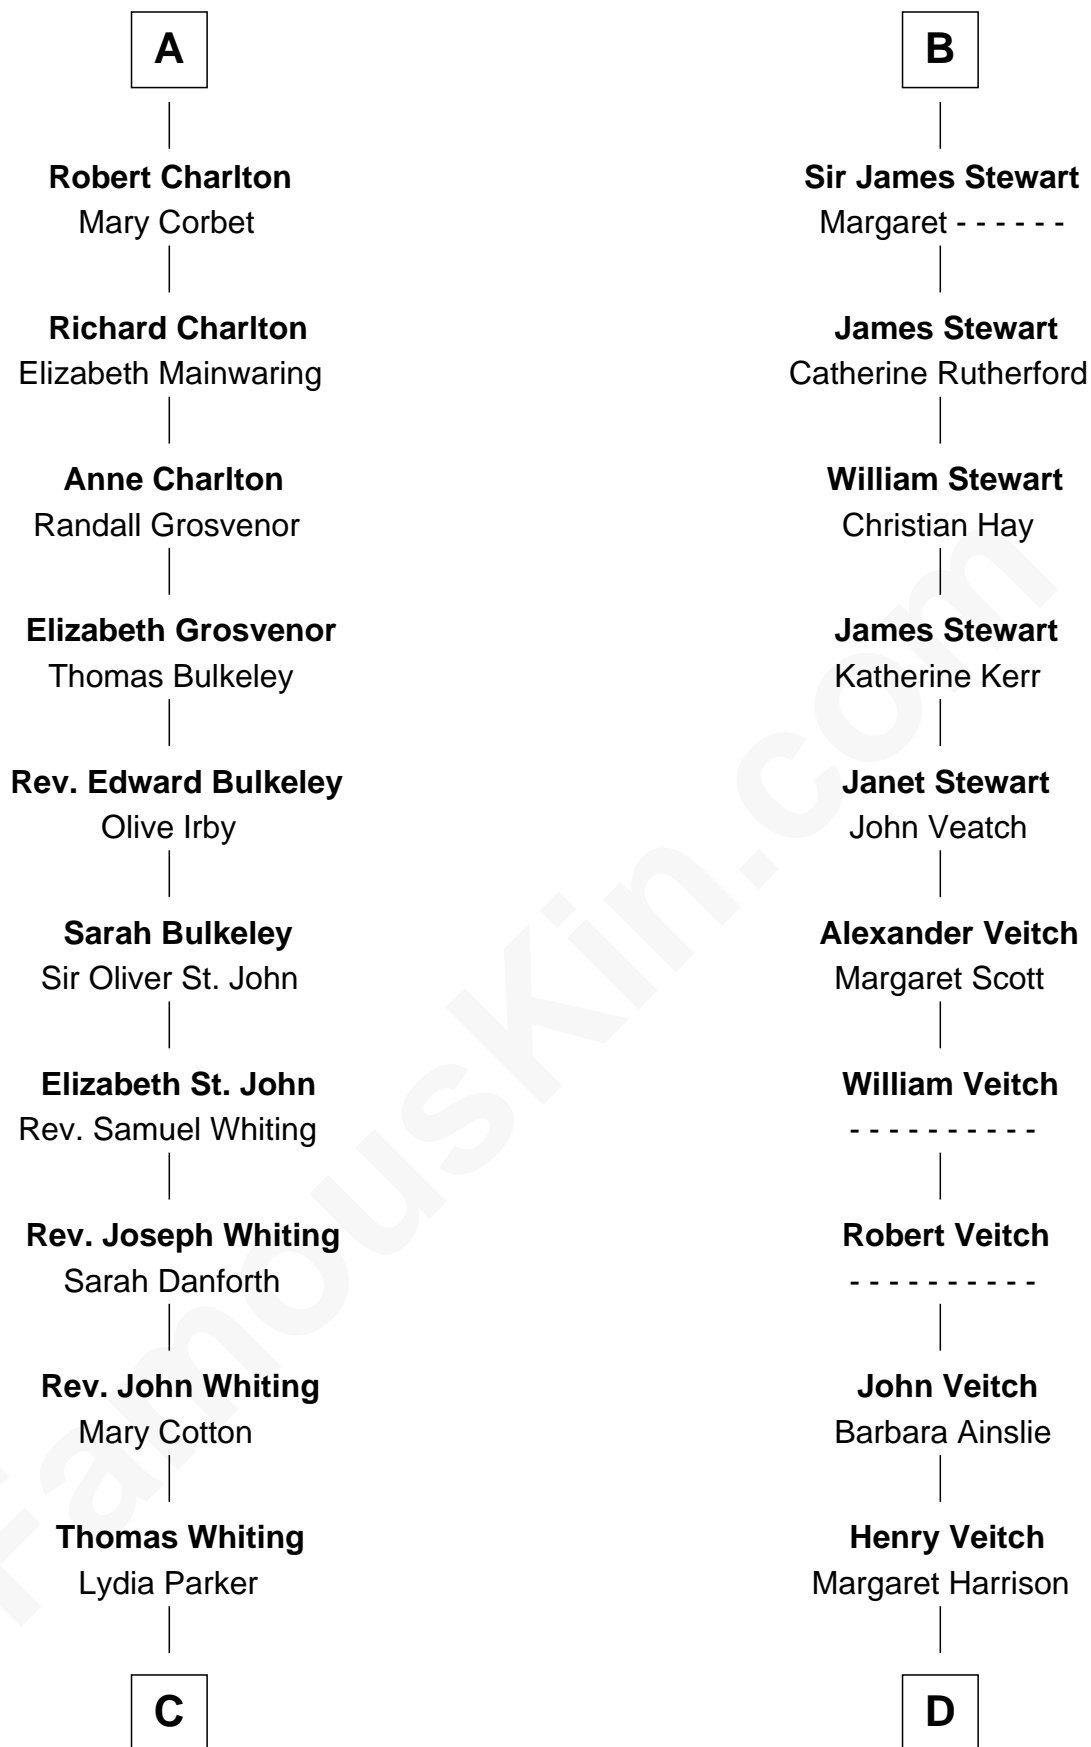 A
Robert Charlton
Mary Corbet
Richard Charlton
Elizabeth Mainwaring
Anne Charlton
Randall Grosvenor
Elizabeth Grosvenor
Thomas Bulkeley
Rev. Edward Bulkeley
Olive Irby
Sarah Bulkeley
Sir Oliver St. John
Elizabeth St. John
Rev. Samuel Whiting
Rev. Joseph Whiting
Sarah Danforth
Rev. John Whiting
Mary Cotton
Thomas Whiting
Lydia Parker
C
B
Sir James Stewart
Margaret - - - - - -
James Stewart
Catherine Rutherford
William Stewart
Christian Hay
James Stewart
Katherine Kerr
Janet Stewart
John Veatch
Alexander Veitch
Margaret Scott
William Veitch
- - - - - - - - - -
Robert Veitch
- - - - - - - - - -
John Veitch
Barbara Ainslie
Henry Veitch
Margaret Harrison
D
FamousKin.com